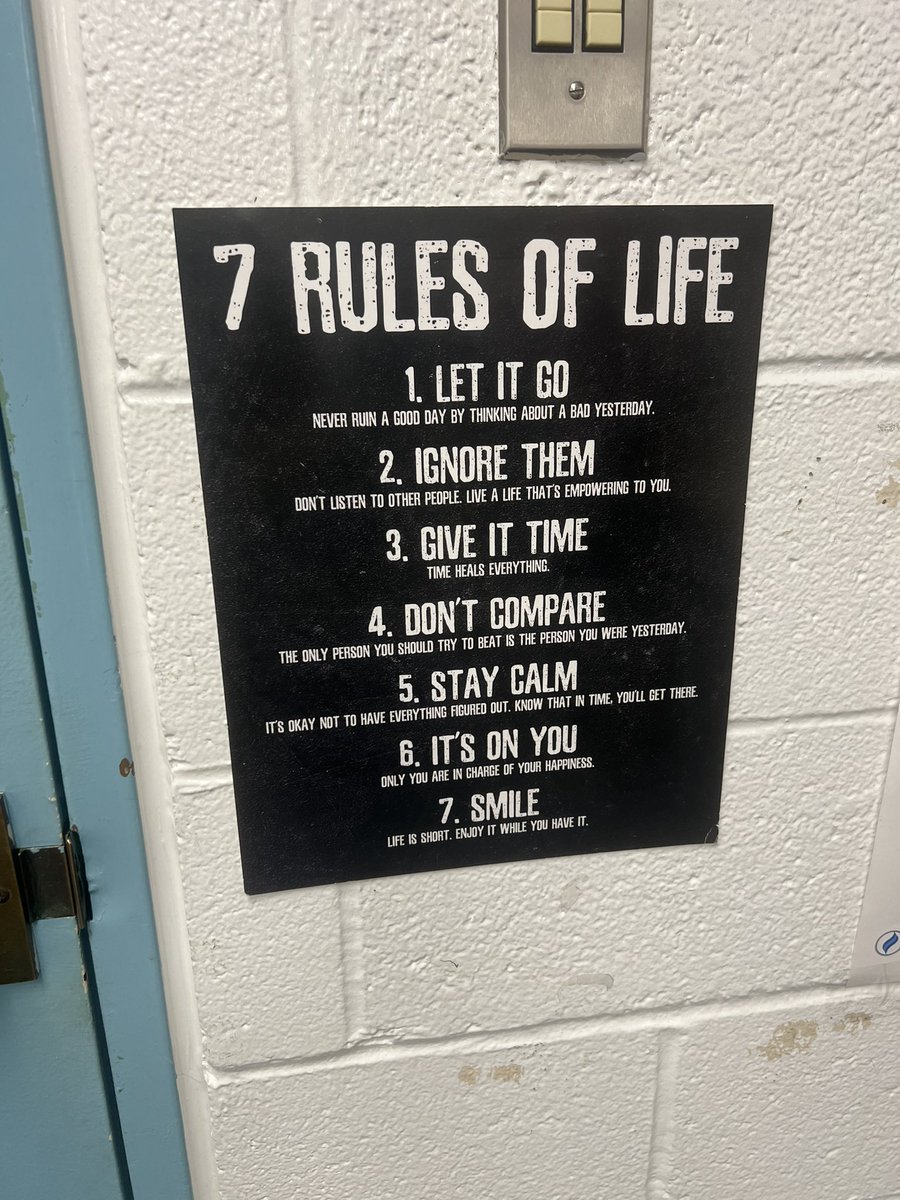 7 RULES OF LIFE
1. LET IT GO
NEVER RUIN A GOOD DAY BY THINKING ABOUT A BAD YESTERDAY.
2. IGNORE THEM
DON'T LISTEN TO OTHER PEOPLE. LIVE A LIFE THAT'S EMPOWERING TO YOU.
3. GIVE IT TIME
TIME HEALS EVERYTHING.
4. DON'T COMPARE
THE ONLY PERSON YOU SHOULD TRY TO BEAT IS THE PERSON YOU WERE YESTERDAY.
5. STAY CALM
IT'S OKAY NOT TO HAVE EVERYTHING FIGURED OUT. KNOW THAT IN TIME, YOU'LL GET THERE.
6. IT'S ON YOU
ONLY YOU ARE IN CHARGE OF YOUR HAPPINESS.
7. SMILE
LIFE IS SHORT. ENJOY IT WHILE YOU HAVE IT.